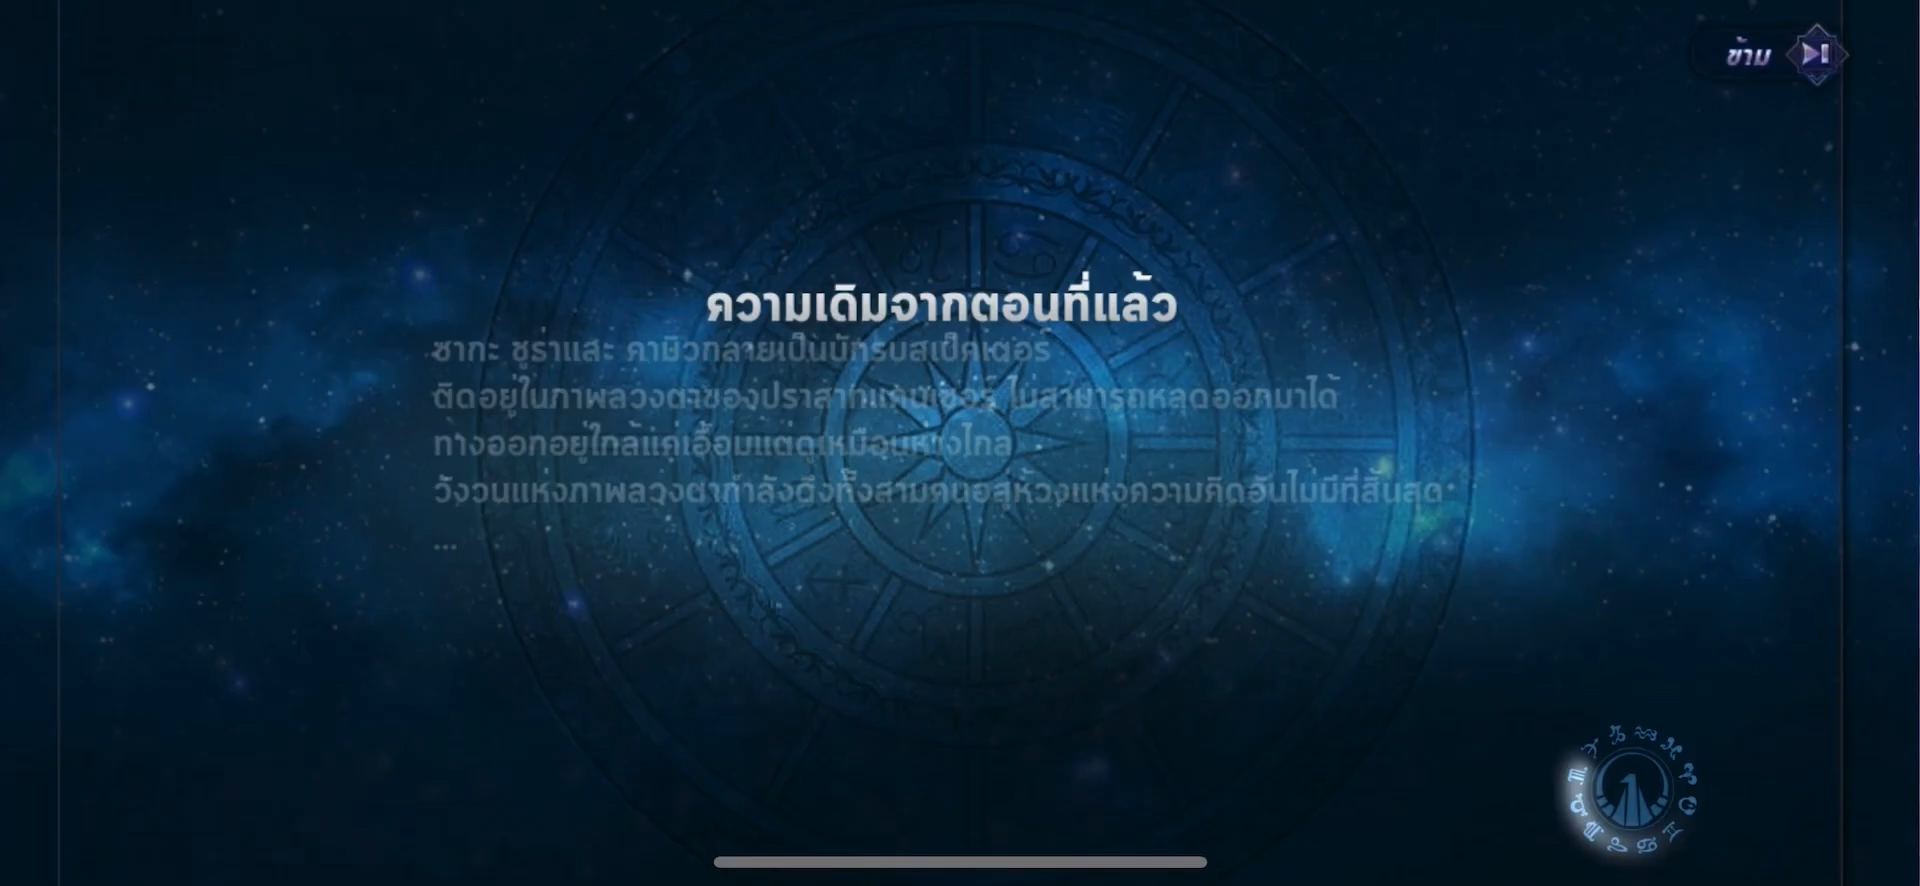 ข้าม
ความเดิมจากตอนที่แล้ว
ซากะ ชูร่าและ คามิวกลายเป็นนักรบสเป็คเตอร์
ติดอยู่ในภาพลวงตาของปราสาทแคนเซอร์ ไม่สามารถหลุดออกมาได้
ทางออกอยู่ใกล้แค่เอื้อมแต่ดูเหมือนห่างไกล
วังวนแห่งภาพลวงตากำลังดึงทั้งสามคนลงสู่ห้วงแห่งความคิดอันไม่มีที่สิ้นสุด
...